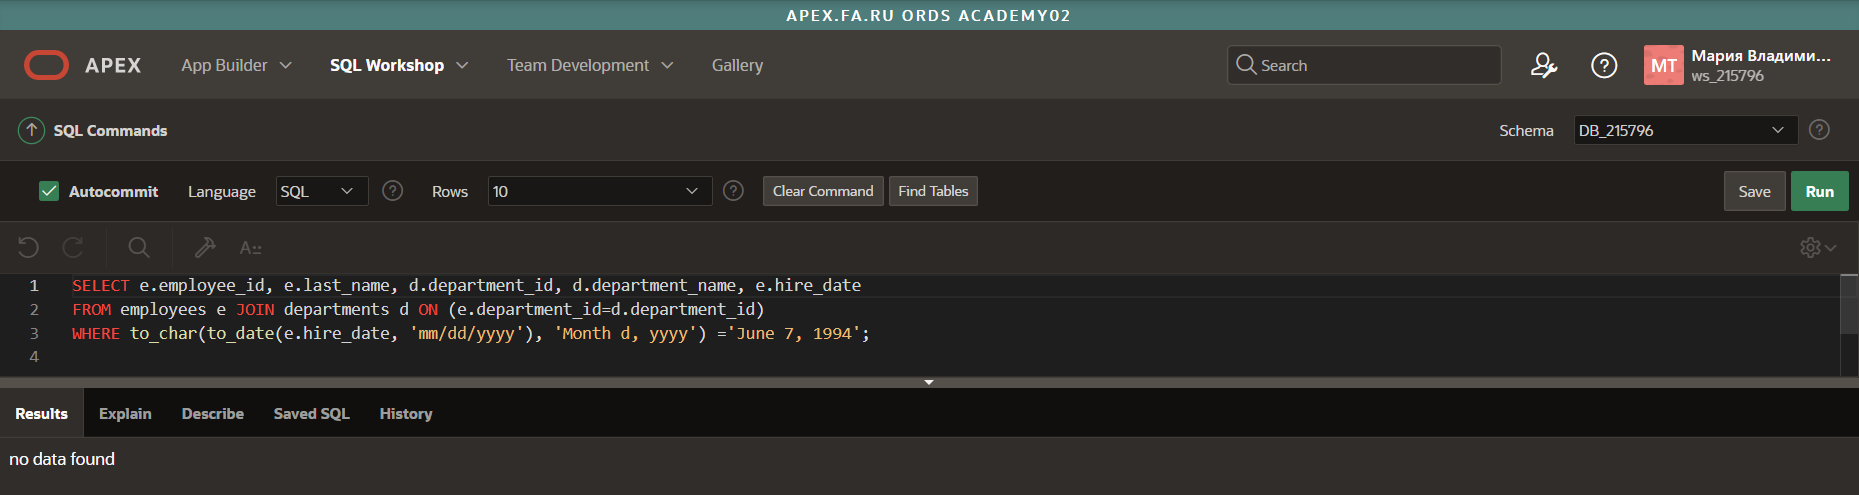 APEX.FA.RU ORDS ACADEMY02
APEX App Builder SQL Workshop Team Development Gallery Search MT Мария Владими...
ws_215796
SQL Commands Schema DB_215796
Autocommit Language SQL Rows 10 Clear Command Find Tables Save Run
A::
1 SELECT e.employee_id, e.last_name, d.department_id, d.department_name, e.hire_date
2 FROM employees e JOIN departments d ON (e.department_id=d.department_id)
3 WHERE to_char(to_date(e.hire_date, 'mm/dd/yyyy'), 'Month d, yyyy') ='June 7, 1994';
4
Results Explain Describe Saved SQL History
no data found